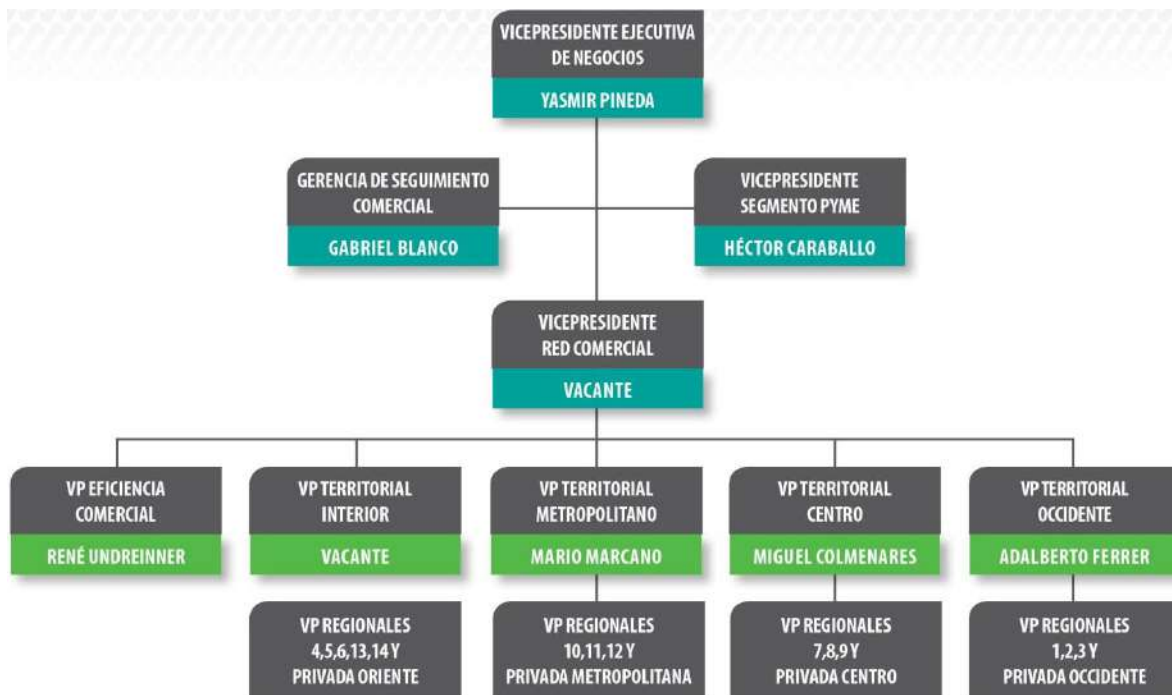 VICEPRESIDENTE EJECUTIVA
DE NEGOCIOS
YASMIR PINEDA
GERENCIA DE SEGUIMIENTO
COMERCIAL
GABRIEL BLANCO
VICEPRESIDENTE
SEGMENTO PYME
HÉCTOR CARABALLO
VICEPRESIDENTE
RED COMERCIAL
VACANTE
VP EFICIENCIA
COMERCIAL
RENÉ UNDREINNER
VP TERRITORIAL
INTERIOR
VACANTE
VP TERRITORIAL
METROPOLITANO
MARIO MARCANO
VP TERRITORIAL
CENTRO
MIGUEL COLMENARES
VP TERRITORIAL
OCCIDENTE
ADALBERTO FERRER
VP REGIONALES
4,5,6,13,14 Y
PRIVADA ORIENTE
VP REGIONALES
10,11,12 Y
PRIVADA METROPOLITANA
VP REGIONALES
7,8,9 Y
PRIVADA CENTRO
VP REGIONALES
1,2,3 Y
PRIVADA OCCIDENTE